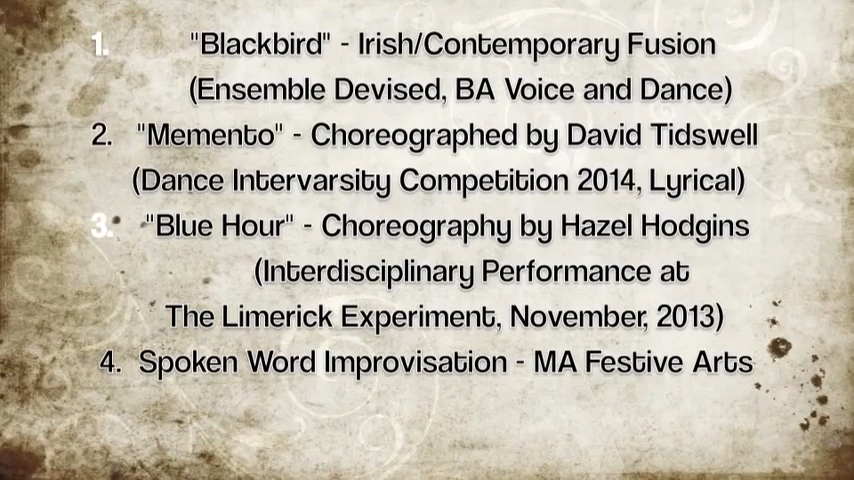 1. "Blackbird" - Irish/Contemporary Fusion
(Ensemble Devised, BA Voice and Dance)
2. "Memento" - Choreographed by David Tidswell
(Dance Intervarsity Competition 2014, Lyrical)
3. "Blue Hour" - Choreography by Hazel Hodgins
(Interdisciplinary Performance at
The Limerick Experiment, November, 2013)
4. Spoken Word Improvisation - MA Festive Arts